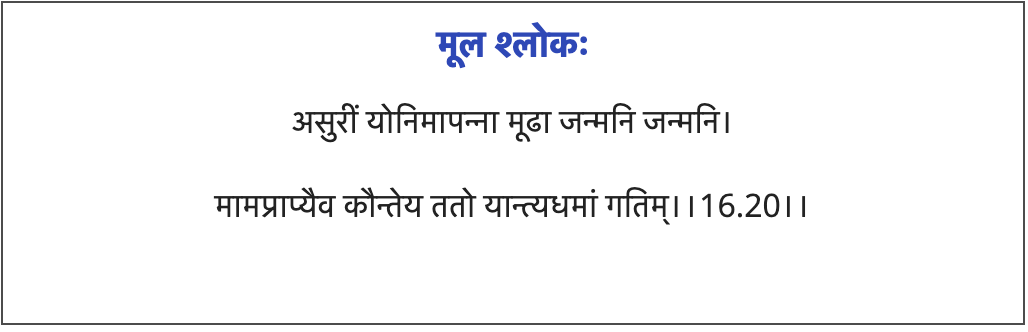 मूल श्लोकः
असुरीं योनिमापन्ना मूढा जन्मनि जन्मनि।
मामप्राप्यैव कौन्तेय ततो यान्त्यधमां गतिम्।।16.20।।